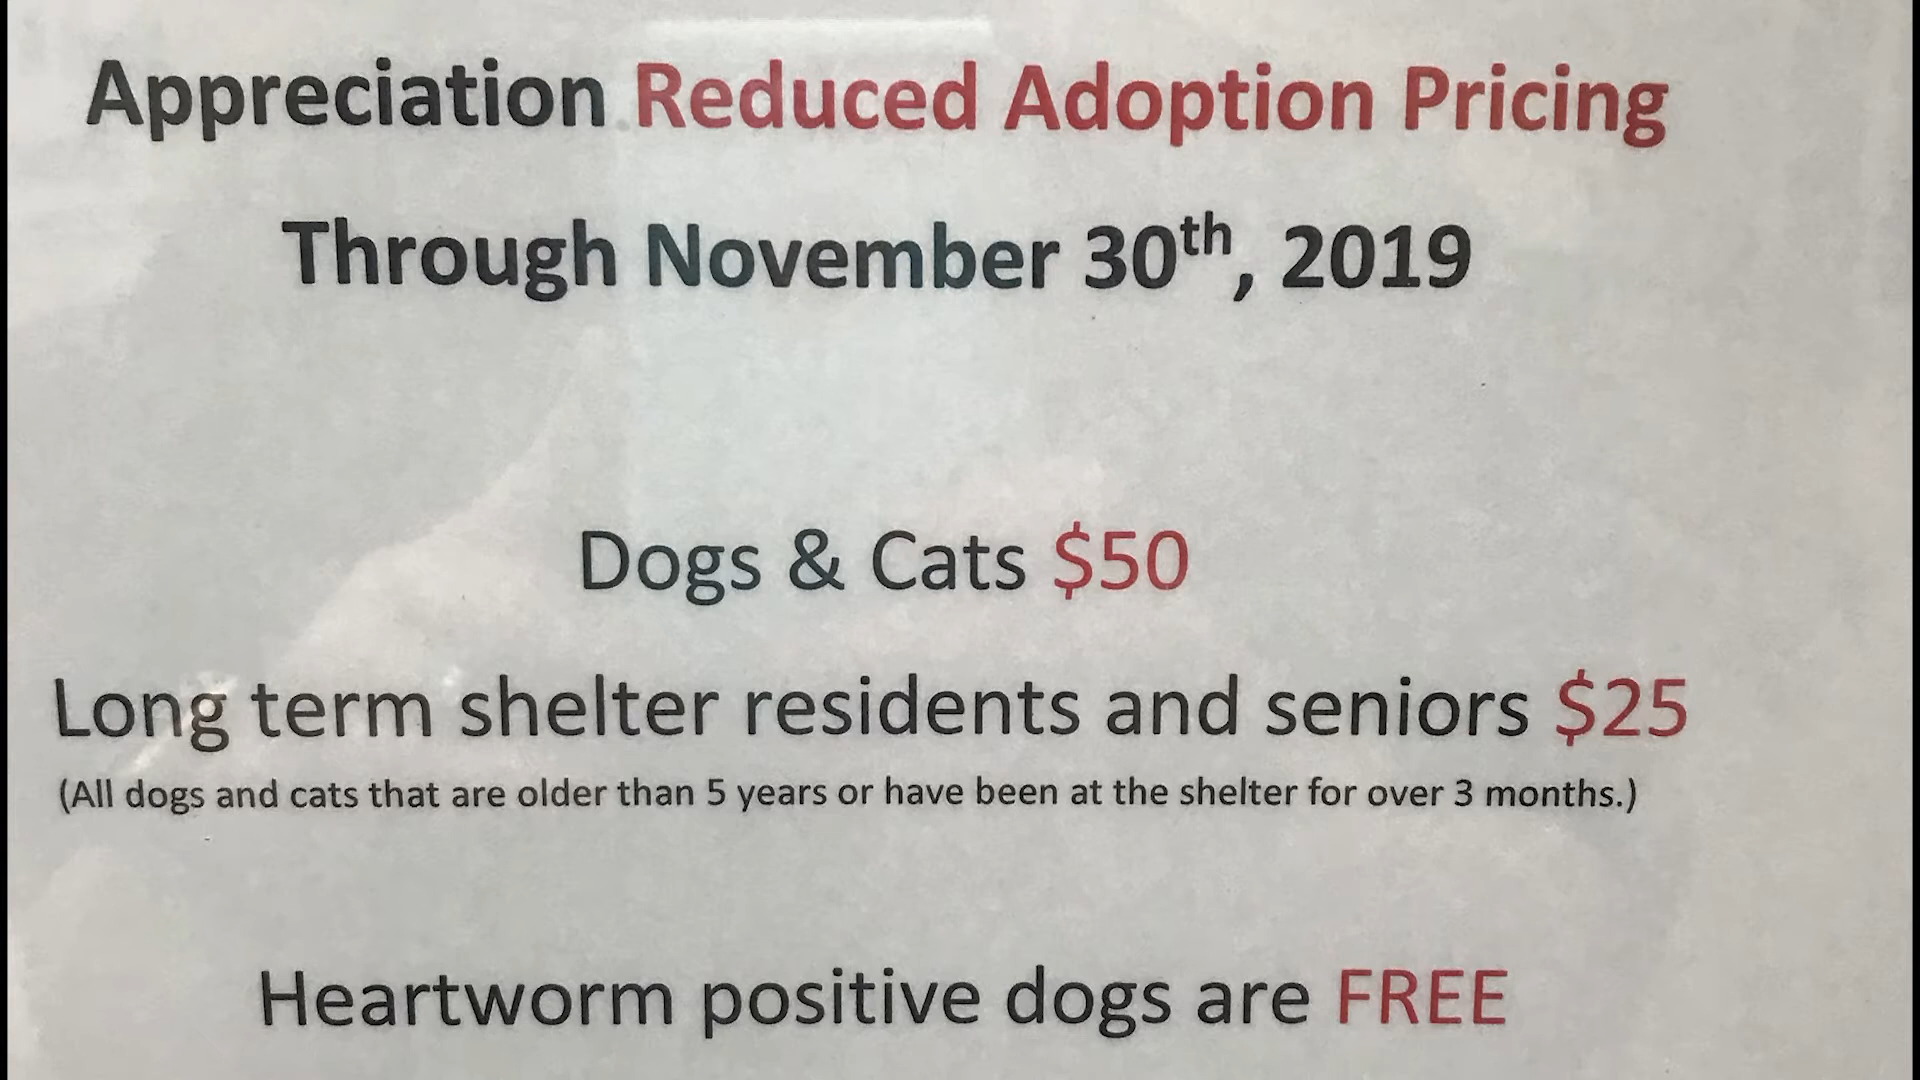 Appreciation Reduced Adoption Pricing
Through November 30th, 2019
Dogs & Cats $50
Long term shelter residents and seniors $25
(All dogs and cats that are older than 5 years or have been at the shelter for over 3 months.)
Heartworm positive dogs are FREE